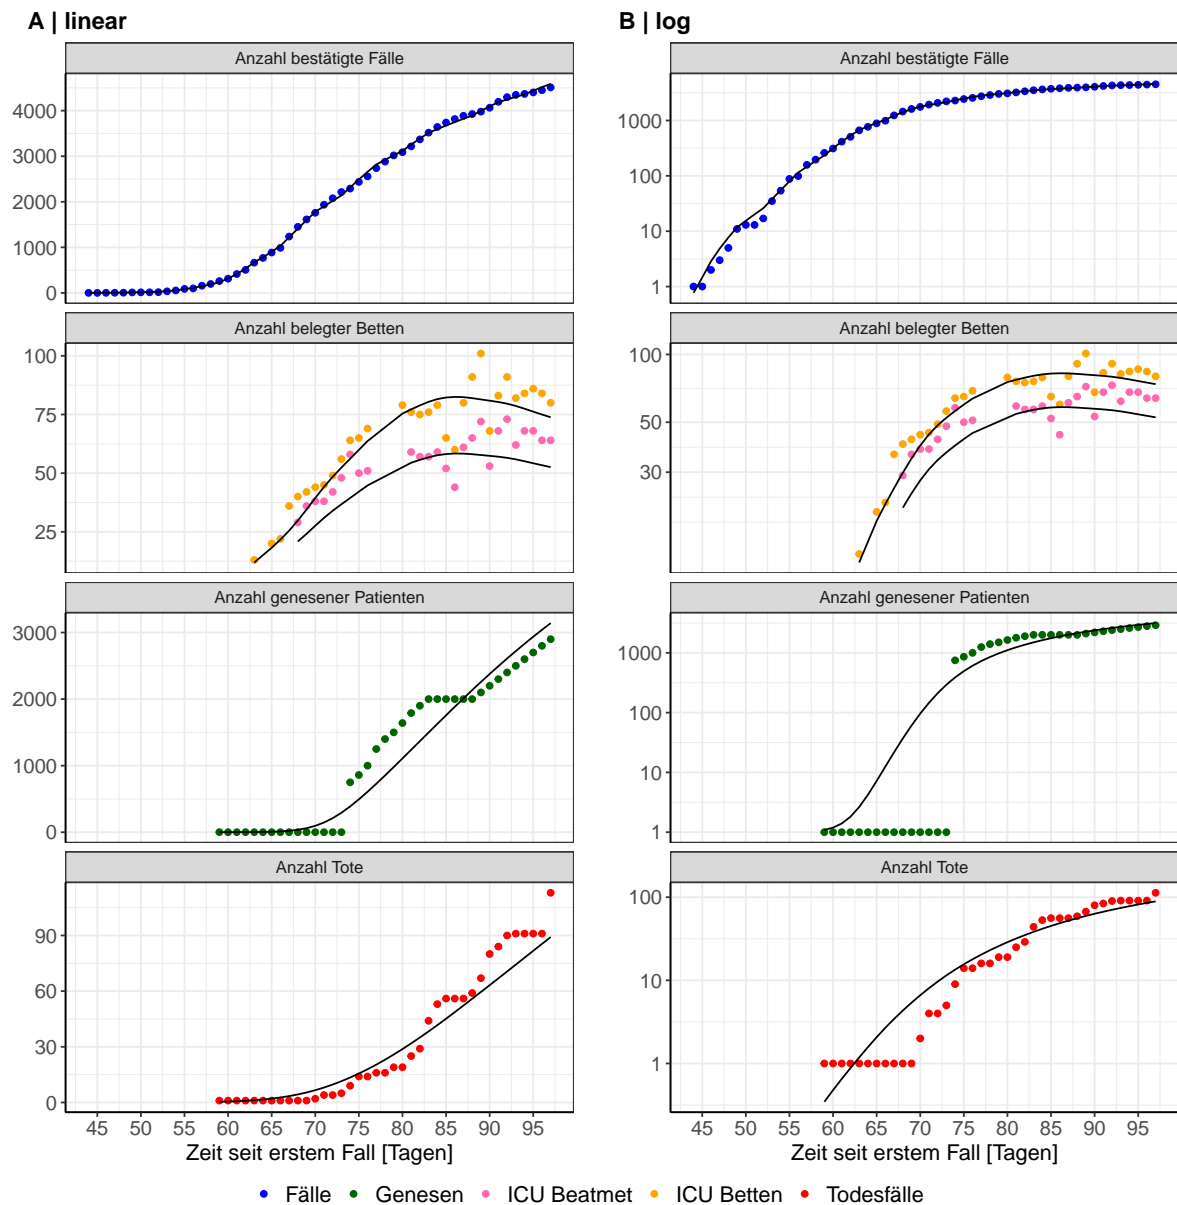 A | linear
Anzahl bestätigte Fälle
4000
3000
2000
1000
0
Anzahl belegter Betten
100
75
50
25
Anzahl genesener Patienten
3000
2000
1000
0
Anzahl Tote
90
60
30
0
45 50 55 60 65 70 75 80 85 90 95
Zeit seit erstem Fall [Tagen]
B | log
Anzahl bestätigte Fälle
1000
100
10
1
Anzahl belegter Betten
100
50
30
Anzahl genesener Patienten
1000
100
10
1
Anzahl Tote
100
10
1
45 50 55 60 65 70 75 80 85 90 95
Zeit seit erstem Fall [Tagen]
Fälle Genesen ICU Beatmet ICU Betten Todesfälle